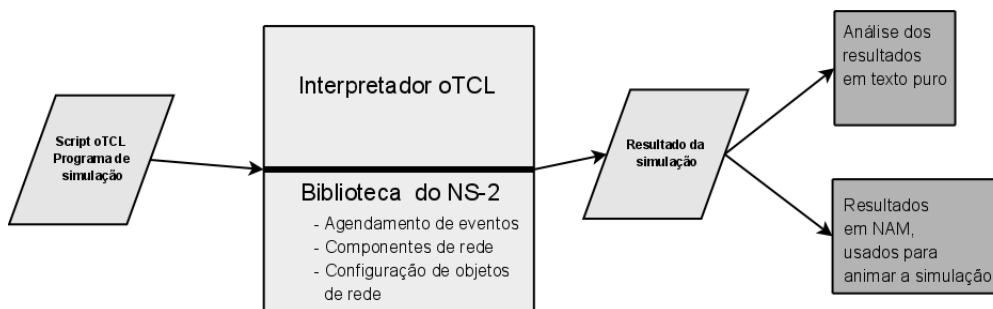 Script oTCL
Programa de
simulação
Interpretador oTCL
Biblioteca do NS-2
- Agendamento de eventos
- Componentes de rede
- Configuração de objetos
de rede
Resultado da
simulação
Análise dos
resultados
em texto puro
Resultados
em NAM,
usados para
animar a simulação